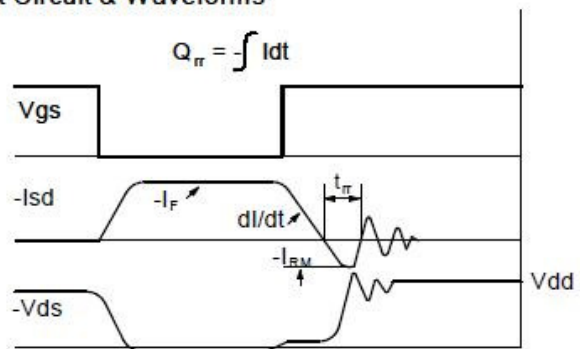 t Circuit & Waveforms
Qrr = -∫ Idt
Vgs
-Isd
-IF
dI/dt
trr
-IRM
Vdd
-Vds